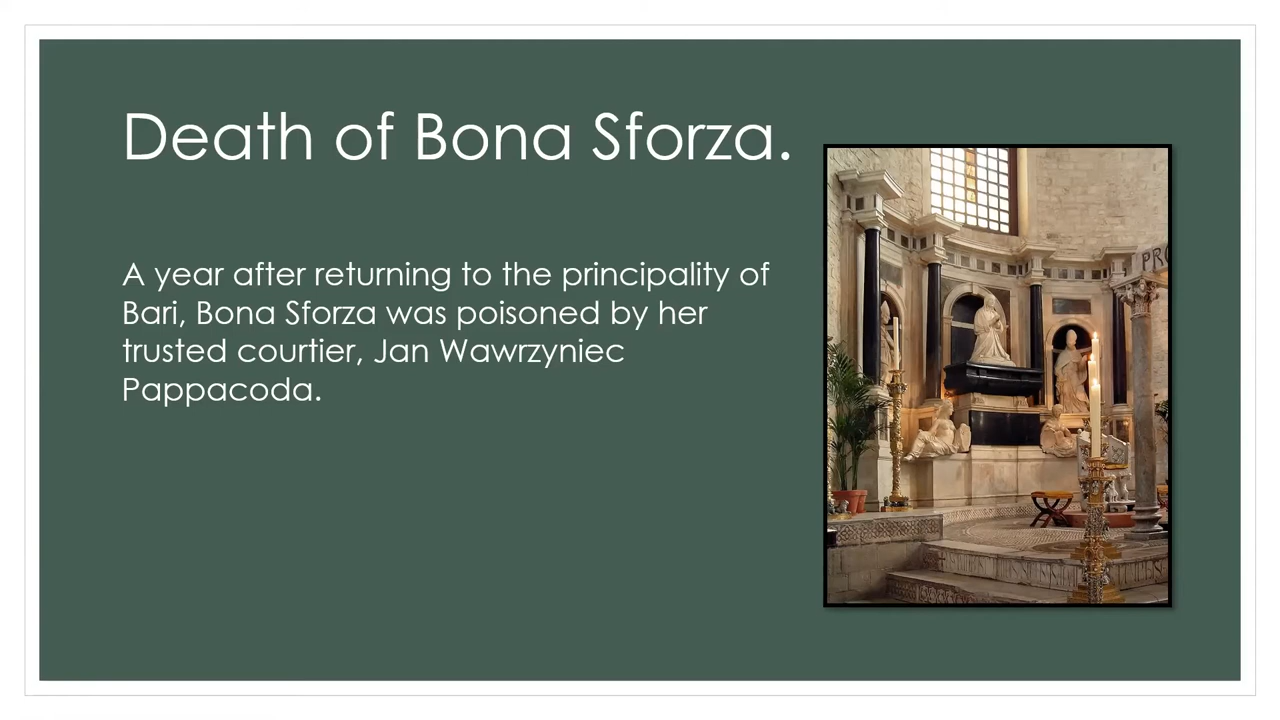 Death of Bona Sforza.
A year after returning to the principality of
Bari, Bona Sforza was poisoned by her
trusted courtier, Jan Wawrzyniec
Pappacoda.
PRO